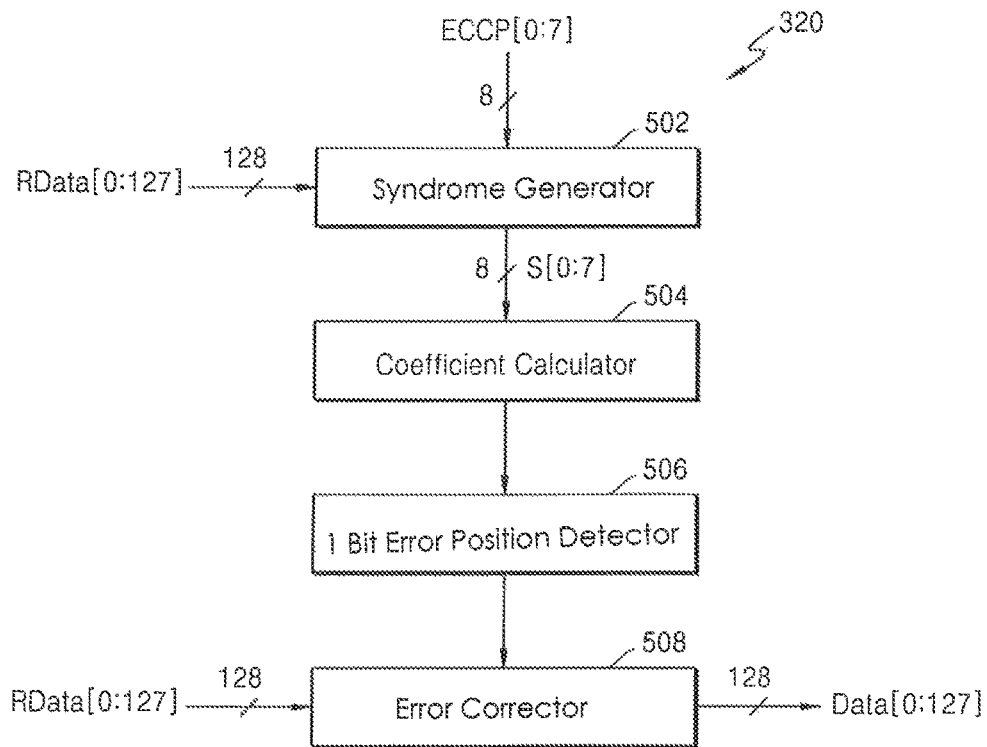 ECCP[0:7]
320
8
502
RData[0:127]
128
Syndrome Generator
8
S[0:7]
504
Coefficient Calculator
506
1 Bit Error Position Detector
508
RData[0:127]
128
Error Corrector
128
Data[0:127]